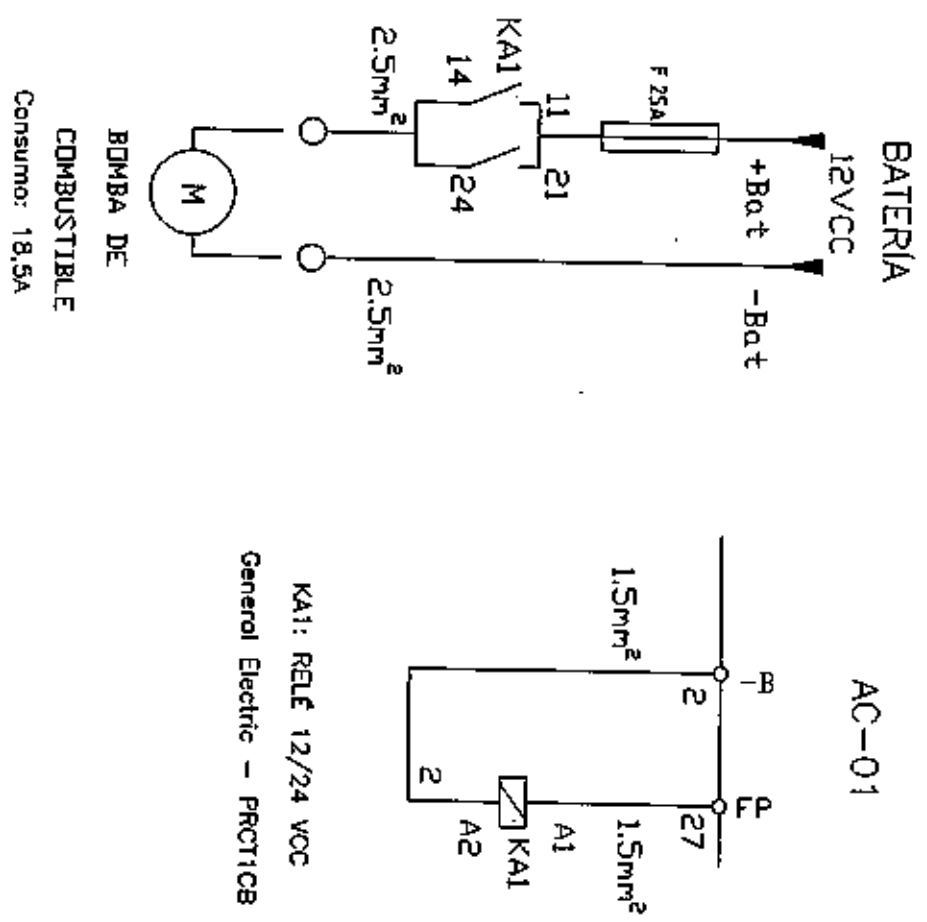 BATERÍA
12VCC
+Bat
-Bat
F 25A
11
21
KA1
14
24
2.5mm²
2.5mm²
M
BOMBA DE
COMBUSTIBLE
Consumo: 18,5A
AC-01
-B
FP
2
27
1.5mm²
1.5mm²
A1
KA1
A2
2
KA1: RELÉ 12/24 VCC
General Electric - PRCT1CB